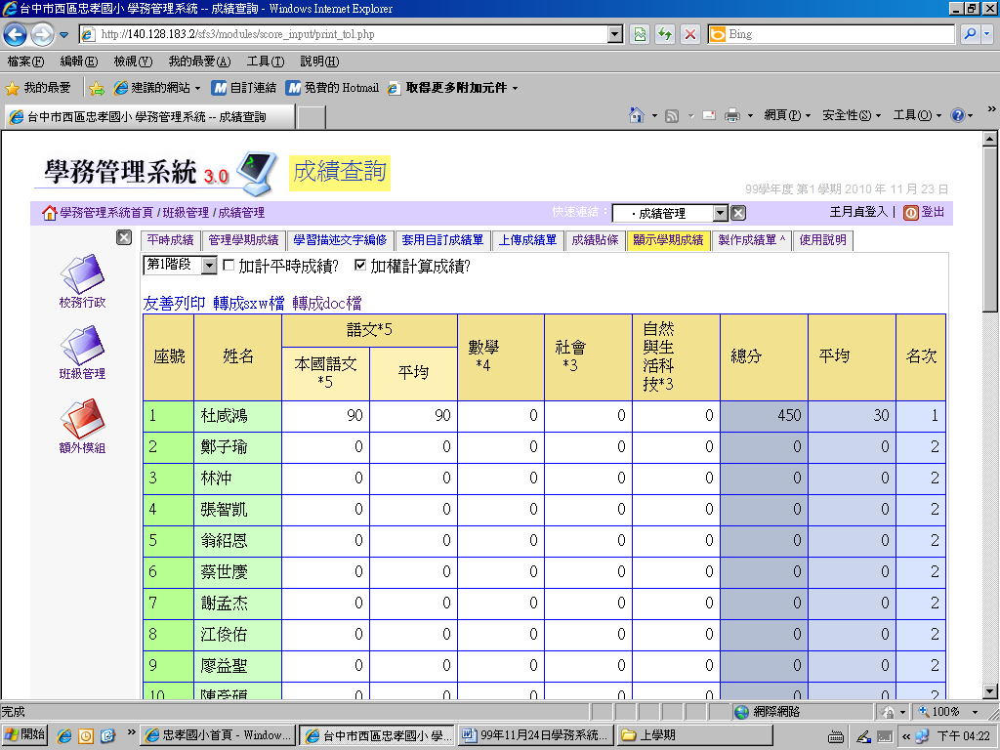 台中市西區忠孝國小 學務管理系統 -- 成績查詢 - Windows Internet Explorer
http://140.128.183.2/sfs3/modules/score_input/print_tol.php
Bing
檔案(F) 編輯(E) 檢視(V) 我的最愛(A) 工具(T) 說明(H)
我的最愛 建議的網站 自訂連結 免費的 Hotmail 取得更多附加元件
台中市西區忠孝國小 學務管理系統 -- 成績查詢 網頁(P) 安全性(S) 工具(O)
學務管理系統 3.0 成績查詢
99學年度 第1學期 2010 年 11 月 23 日
學務管理系統首頁 / 班級管理 / 成績管理 快速連結： ．成績管理 王月貞登入 | 登出
平時成績 管理學期成績 學習描述文字編修 套用自訂成績單 上傳成績單 成績貼條 顯示學期成績 製作成績單 ^ 使用說明
第1階段 加計平時成績? 加權計算成績?
校務行政
班級管理
額外模組
友善列印 轉成sxw檔 轉成doc檔
座號 姓名 語文*5 數學*4 社會*3 自然與生活科技*3 總分 平均 名次
本國語文*5 平均
1 杜咸鴻 90 90 0 0 0 450 30 1
2 鄭子瑜 0 0 0 0 0 0 0 2
3 林沖 0 0 0 0 0 0 0 2
4 張智凱 0 0 0 0 0 0 0 2
5 翁紹恩 0 0 0 0 0 0 0 2
6 蔡世慶 0 0 0 0 0 0 0 2
7 謝孟杰 0 0 0 0 0 0 0 2
8 江俊佑 0 0 0 0 0 0 0 2
9 廖益聖 0 0 0 0 0 0 0 2
10 0 0 0 0 0 0 0 2
完成 網際網路 100%
開始 忠孝國小首頁 - Window... 台中市西區忠孝國小 學... 99年11月24日學務系統... 上學期 下午 04:22